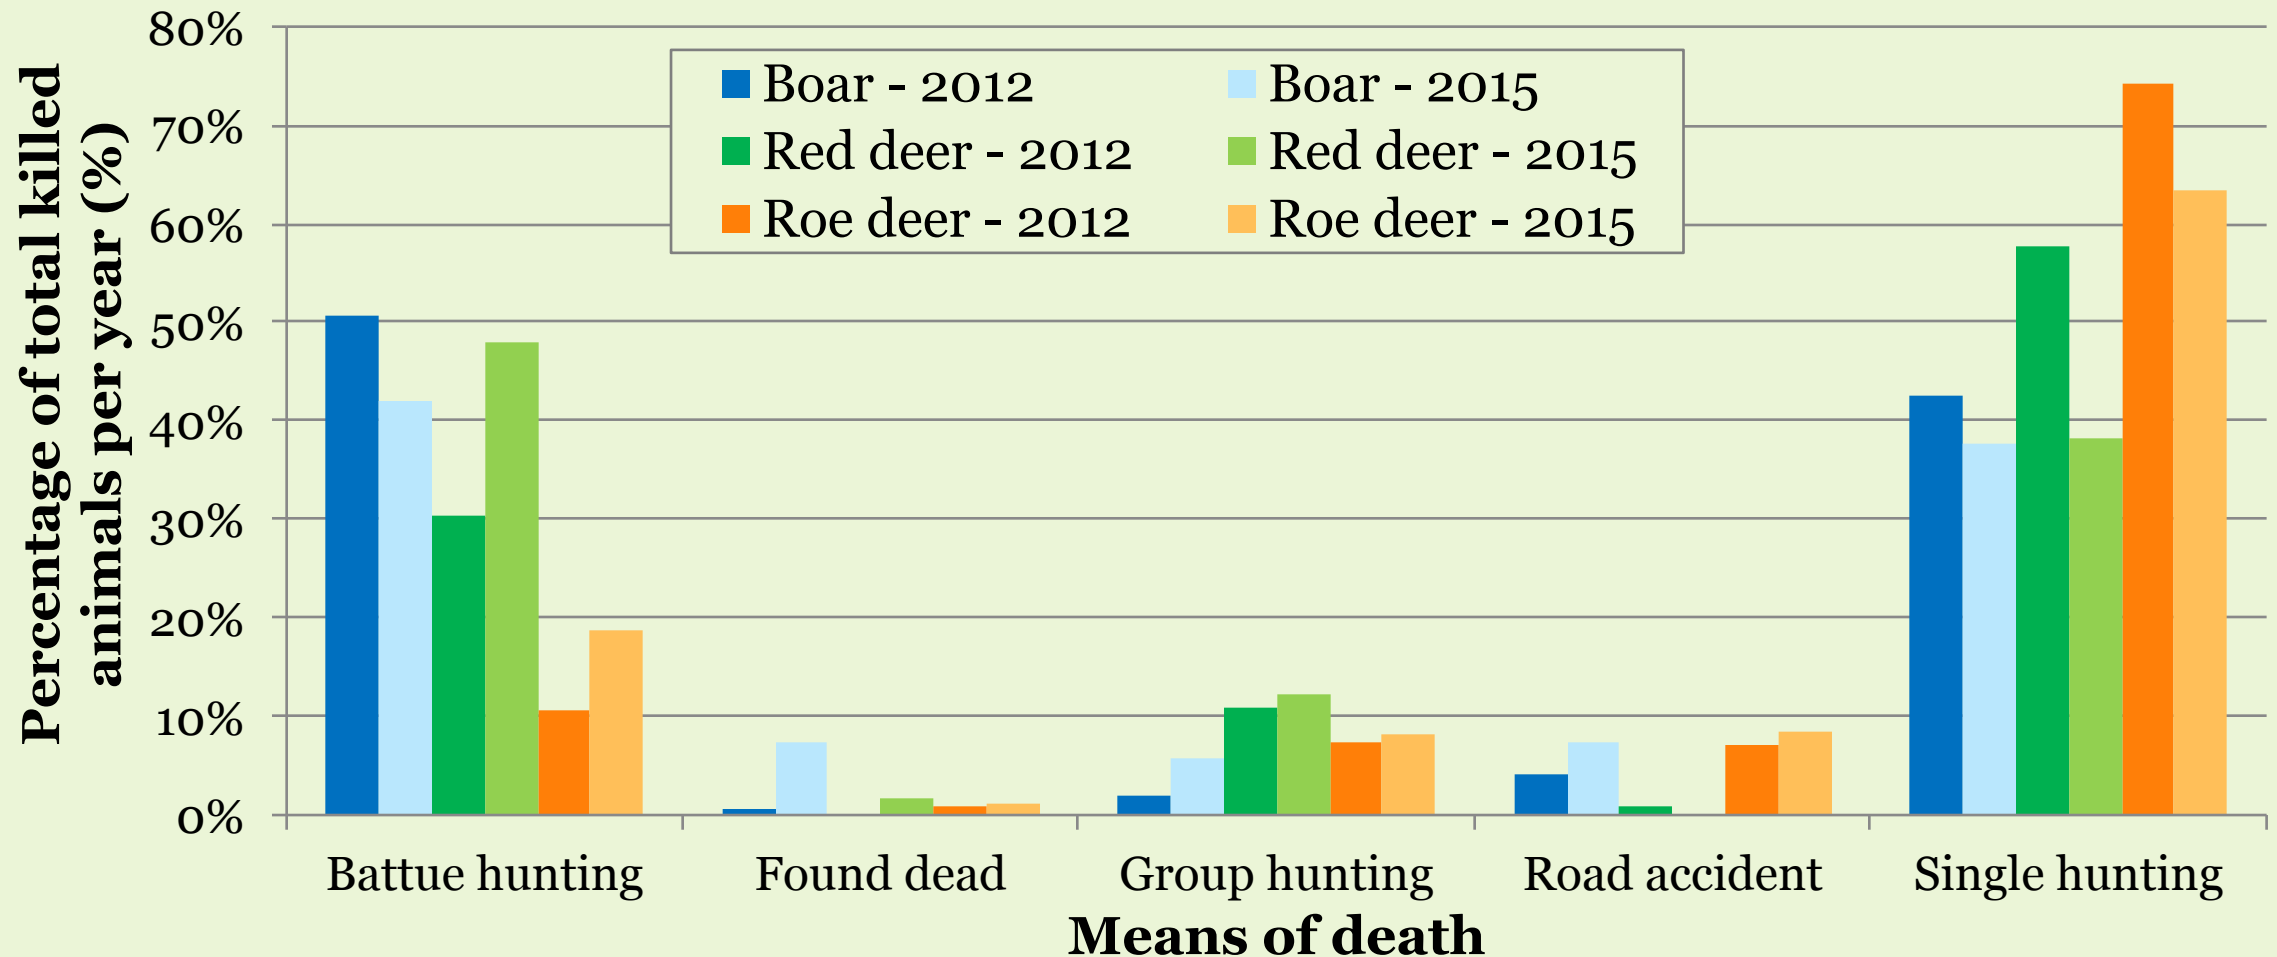 80%
70%
60%
50%
40%
30%
20%
10%
0%
Percentage of total killed
animals per year (%)
Boar - 2012
Boar - 2015
Red deer - 2012
Red deer - 2015
Roe deer - 2012
Roe deer - 2015
Battue hunting
Found dead
Group hunting
Road accident
Single hunting
Means of death